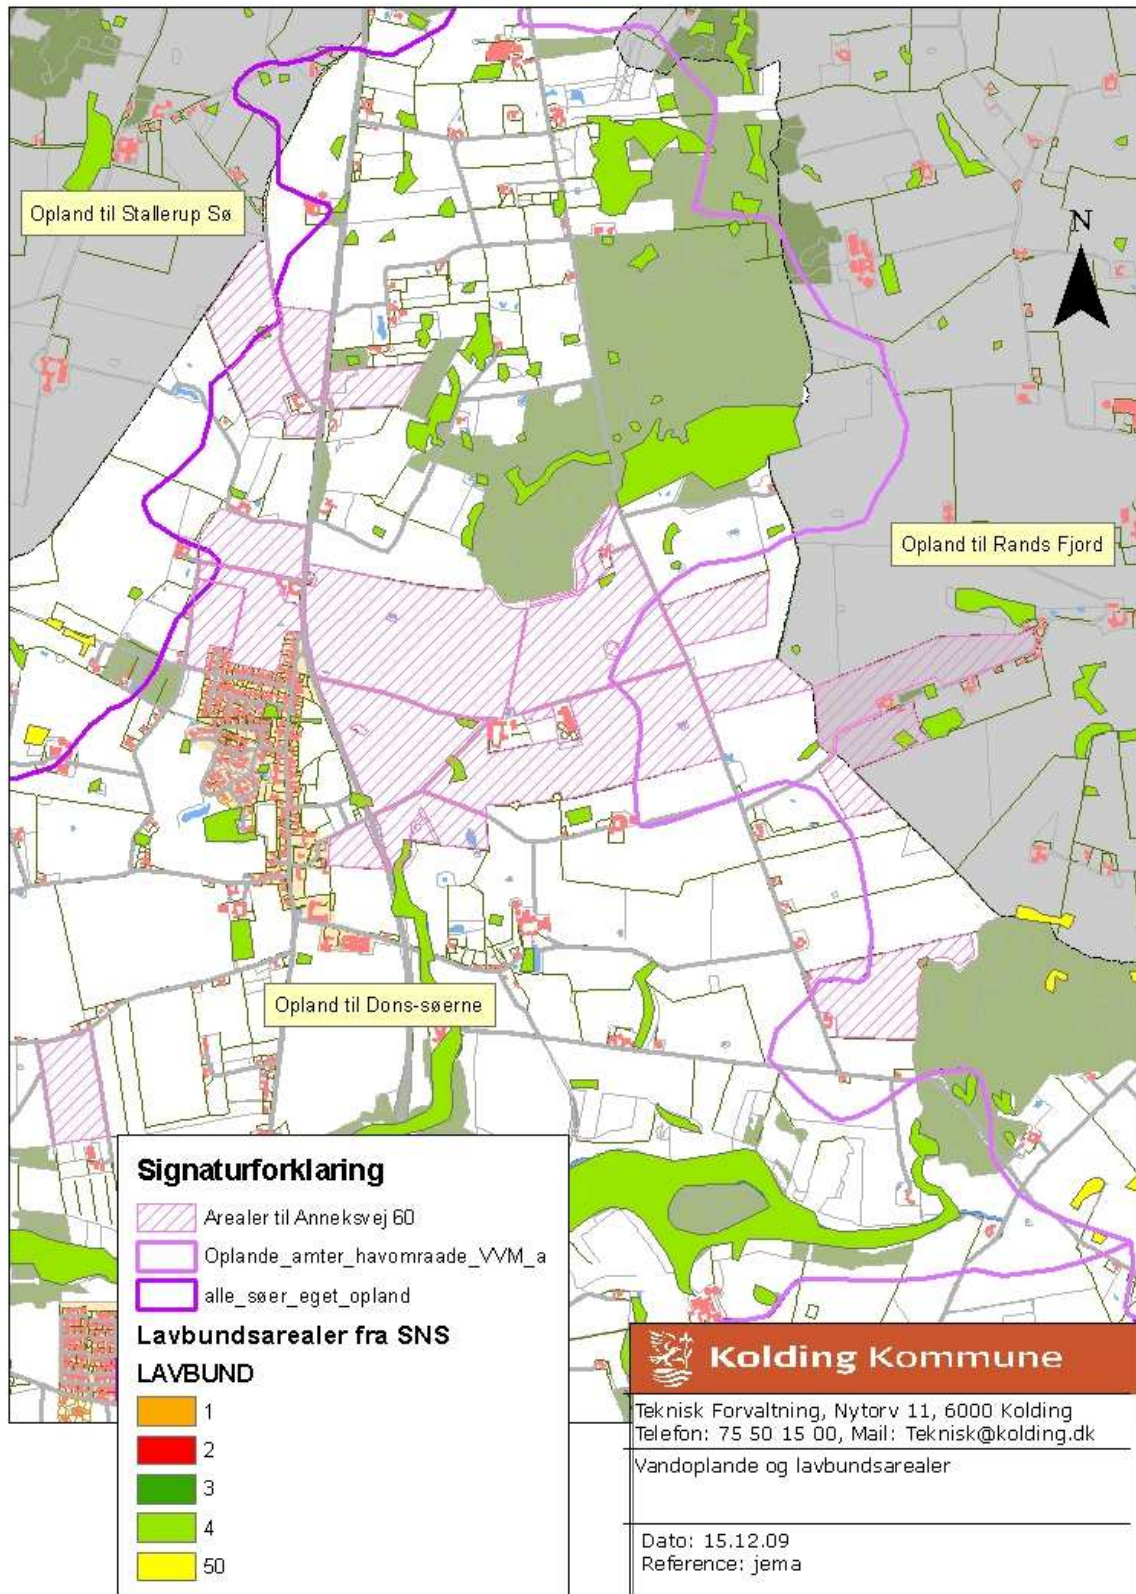 Opland til Stallerup Sø
N
Opland til Rands Fjord
Opland til Dons-søerne
Signaturforklaring
Arealer til Anneksvej 60
Oplande_amter_havomraade_VVM_a
alle_søer_eget_opland
Lavbundsarealer fra SNS
LAVBUND
1
2
3
4
50
Kolding Kommune
Teknisk Forvaltning, Nytorv 11, 6000 Kolding
Telefon: 75 50 15 00, Mail: Teknisk@kolding.dk
Vandoplande og lavbundsarealer
Dato: 15.12.09
Reference: jema